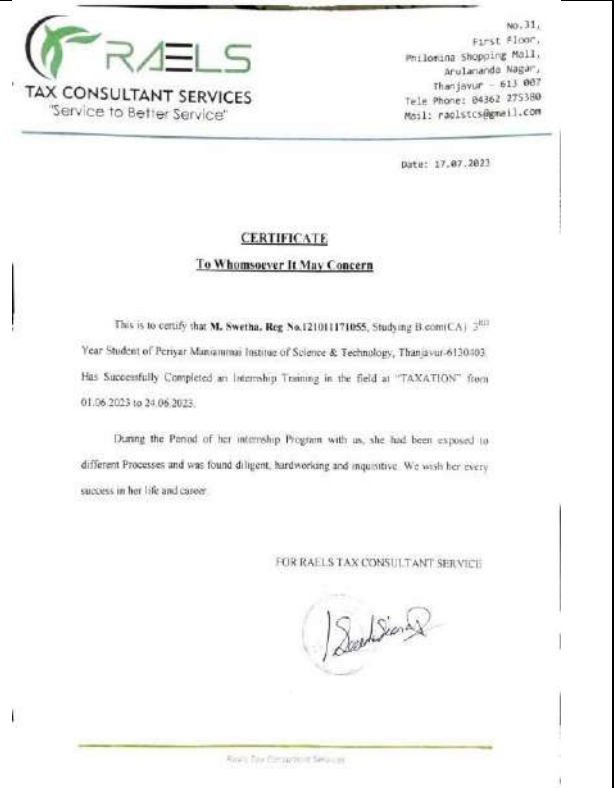 RAELS
TAX CONSULTANT SERVICES
"Service to Better Service"
No.31,
First Floor,
Philomina Shopping Mall,
Arulananda Nagar,
Thanjavur - 613 007
Tele Phone: 04362 275380
Mail: raelstcs@gmail.com
Date: 17.07.2023
CERTIFICATE
To Whomsoever It May Concern
This is to certify that M. Swetha, Reg No.121011171055, Studying B.com(CA) 3RD
Year Student of Periyar Maniammai Institue of Science & Technology, Thanjavur-6130403.
Has Successfully Completed an Internship Training in the field at "TAXATION" from
01.06.2023 to 24.06.2023.
During the Period of her internship Program with us, she had been exposed to
different Processes and was found diligent, hardworking and inquisitive. We wish her every
success in her life and career.
FOR RAELS TAX CONSULTANT SERVICE
Raels Tax Consultant Services